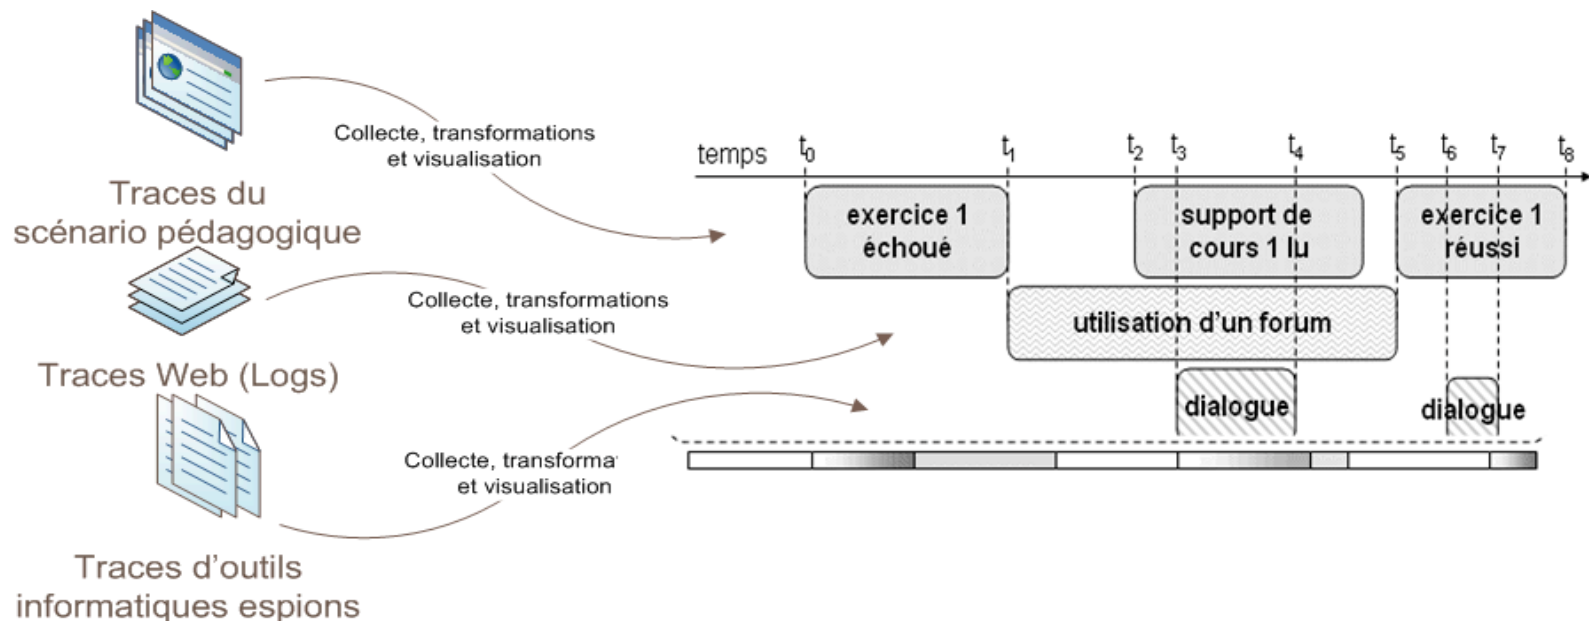 Collecte, transformations
et visualisation
Traces du
scénario pédagogique
Collecte, transformations
et visualisation
Traces Web (Logs)
Collecte, transforma
et visualisation
Traces d’outils
informatiques espions
temps
t0
t1
t2
t3
t4
t5
t6
t7
t8
exercice 1
échoué
support de
cours 1 lu
exercice 1
réussi
utilisation d’un forum
dialogue
dialogue